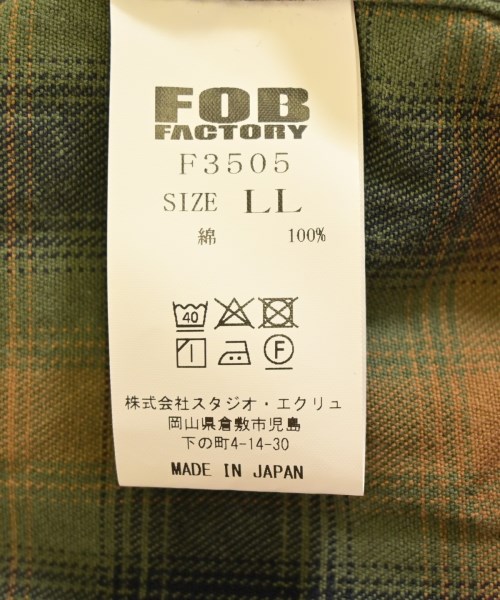 FOB
FACTORY
F3505
SIZE LL
綿 100%
40
F
株式会社スタジオ・エクリュ
岡山県倉敷市児島
下の町4-14-30
MADE IN JAPAN